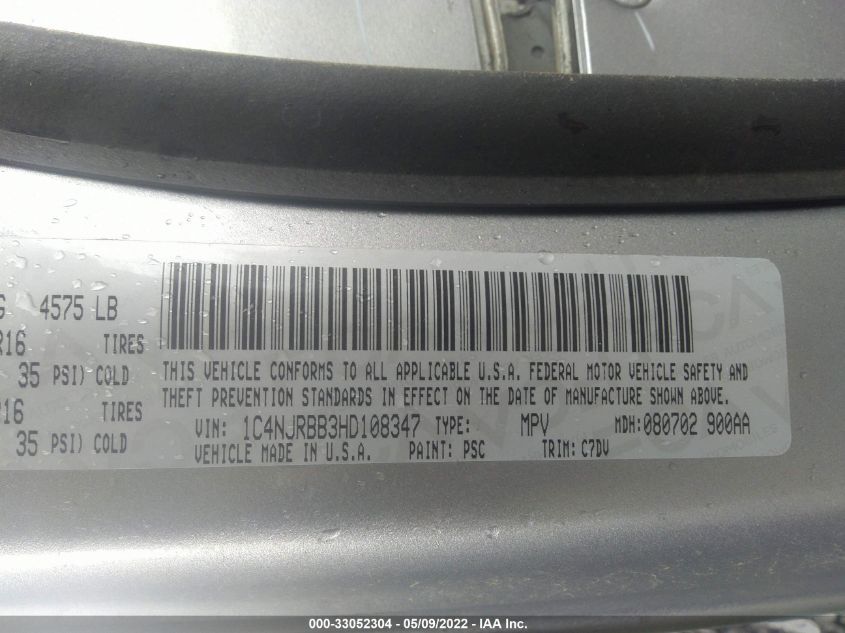 G 4575 LB
R16 TIRES
35 PSI) COLD
R16 TIRES
35 PSI) COLD
THIS VEHICLE CONFORMS TO ALL APPLICABLE U.S.A. FEDERAL MOTOR VEHICLE SAFETY AND
THEFT PREVENTION STANDARDS IN EFFECT ON THE DATE OF MANUFACTURE SHOWN ABOVE.
VIN: 1C4NJRBB3HD108347 TYPE: MPV MDH: 080702 900AA
VEHICLE MADE IN U.S.A. PAINT: PSC TRIM: C7DV
000-33052304 / 05/09/2022 - © IAA